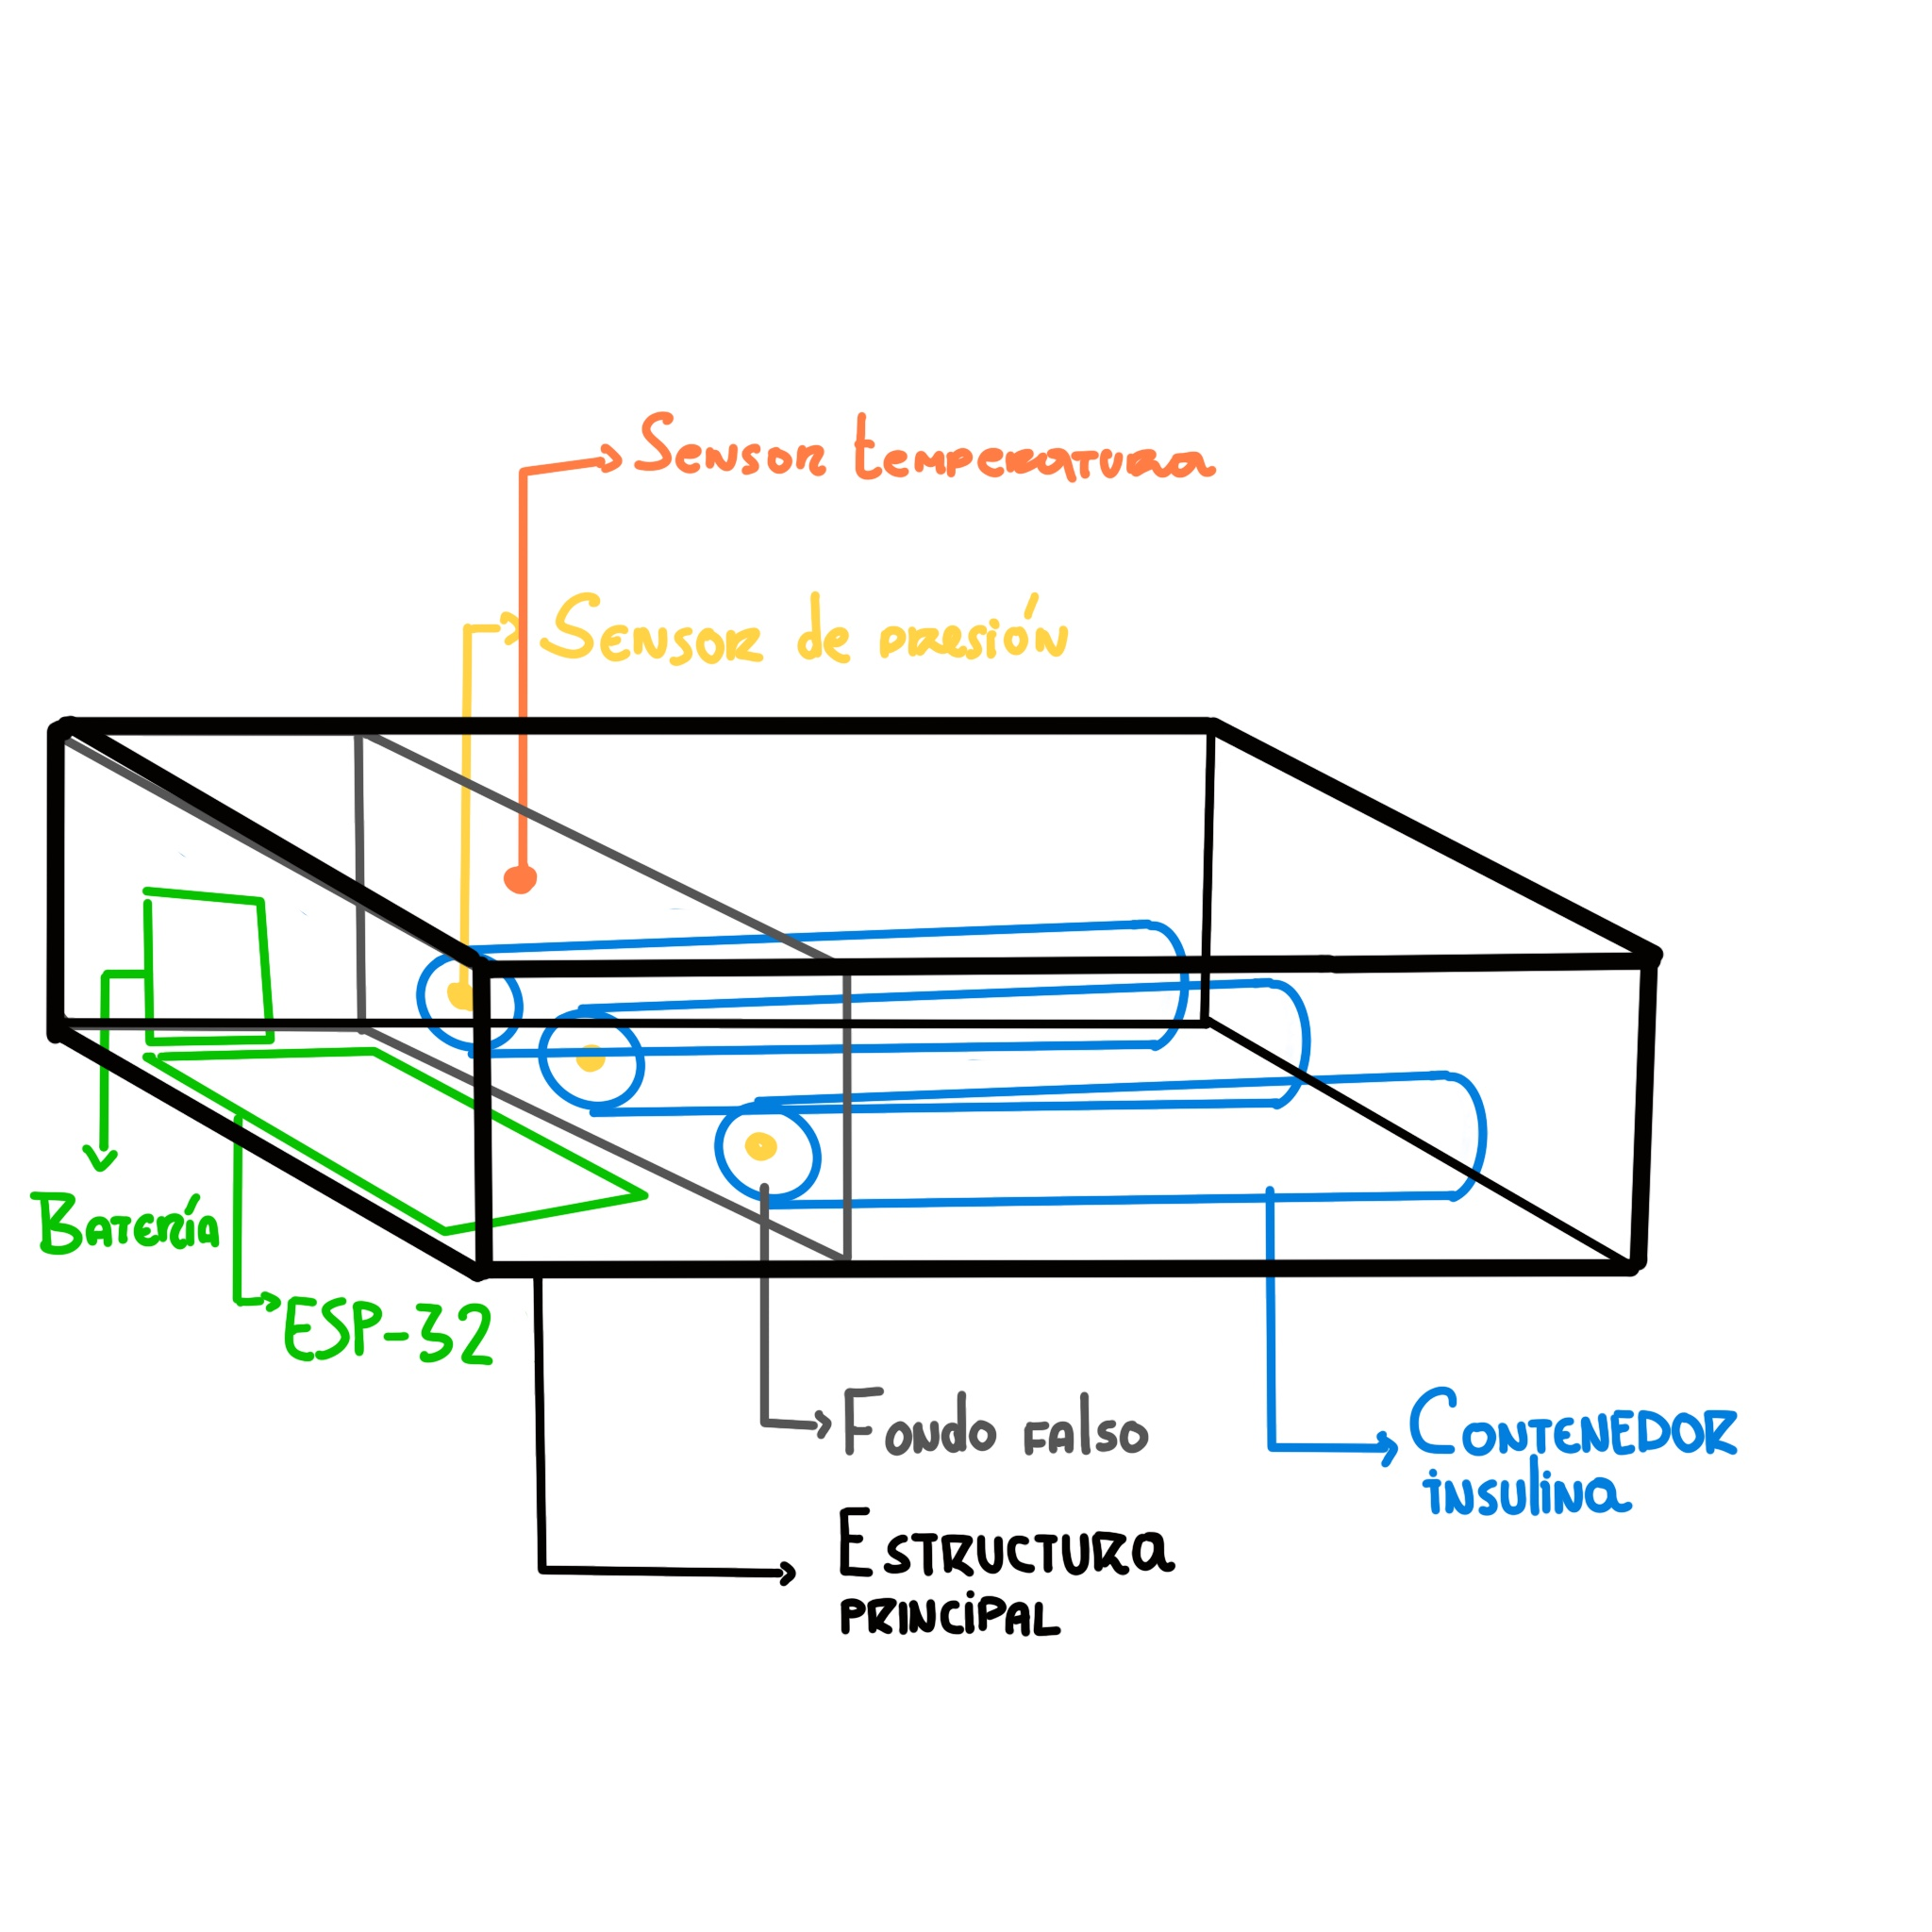 Sensor temperatura
Sensor de presión
Batería
ESP-32
Fondo falso
Contenedor
insulina
Estructura
principal